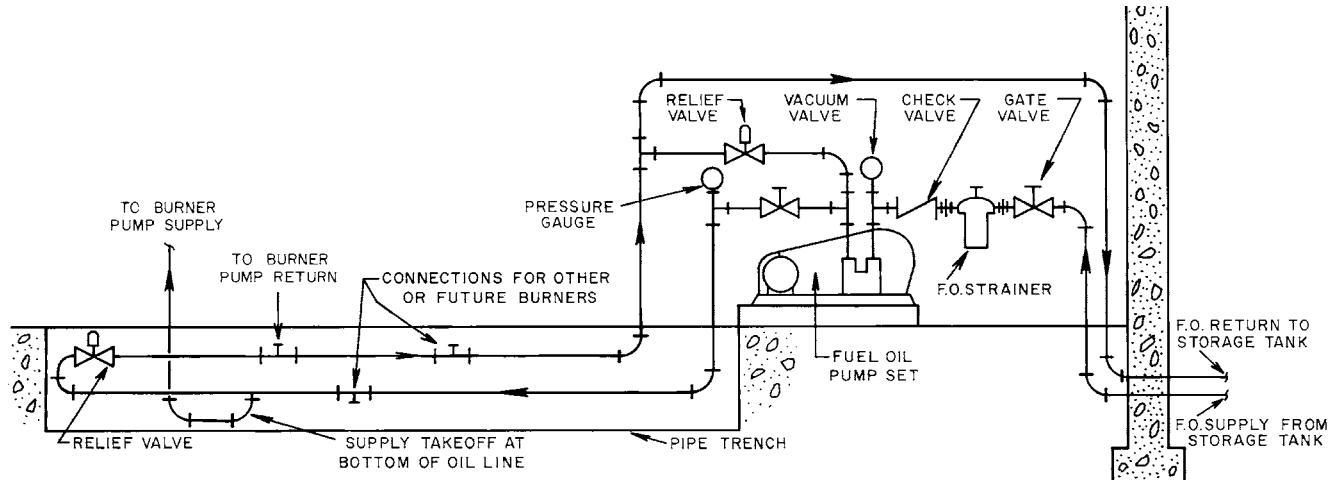 RELIEF
VALVE
VACUUM
VALVE
CHECK
VALVE
GATE
VALVE
PRESSURE
GAUGE
TO BURNER
PUMP SUPPLY
TO BURNER
PUMP RETURN
CONNECTIONS FOR OTHER
OR FUTURE BURNERS
F.O. STRAINER
FUEL OIL
PUMP SET
F.O. RETURN TO
STORAGE TANK
F.O. SUPPLY FROM
STORAGE TANK
RELIEF VALVE
SUPPLY TAKEOFF AT
BOTTOM OF OIL LINE
PIPE TRENCH